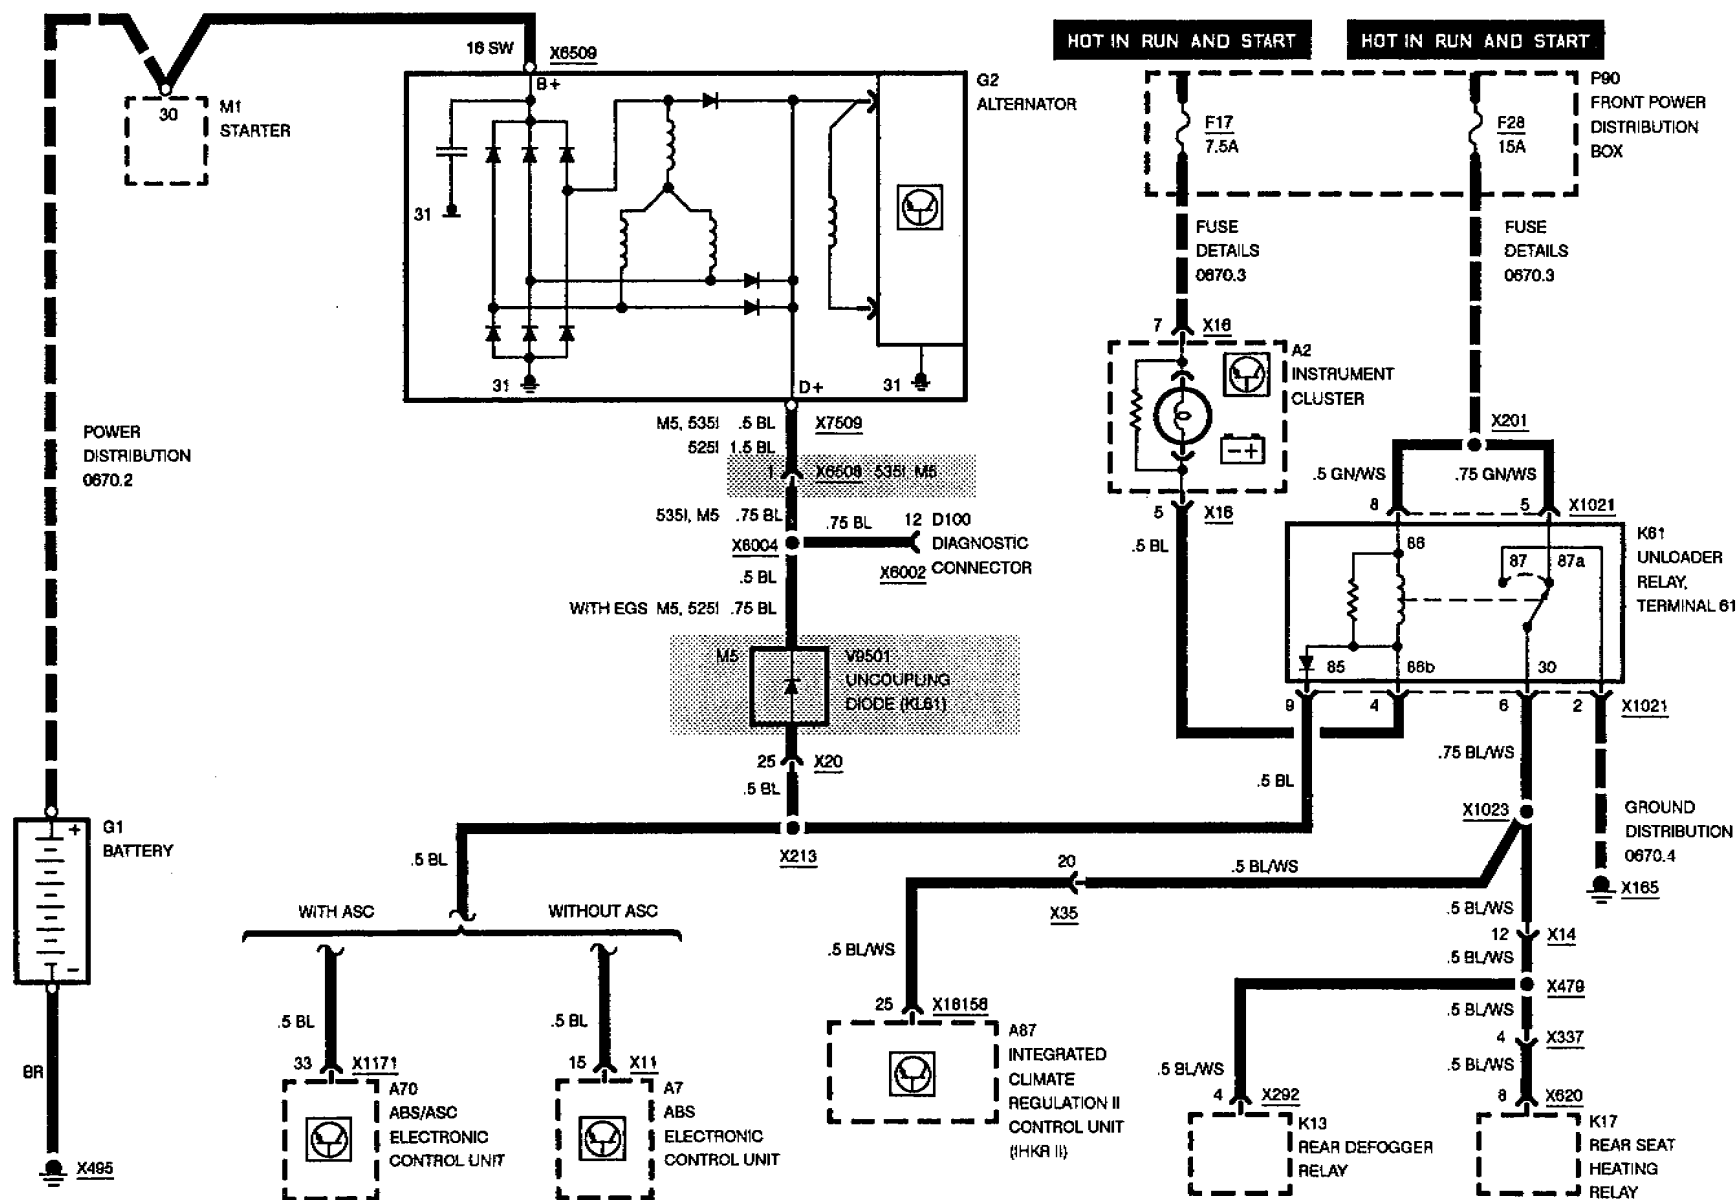 16 SW
X6509
HOT IN RUN AND START
HOT IN RUN AND START
30
M1
STARTER
B+
G2
ALTERNATOR
31
31
D+
31
P90
FRONT POWER
DISTRIBUTION
BOX
F17
7.5A
F28
15A
FUSE
DETAILS
0670.3
FUSE
DETAILS
0670.3
7
X16
A2
INSTRUMENT
CLUSTER
- +
5
X16
.5 BL
X201
.5 GN/WS
.75 GN/WS
8
5
X1021
K61
UNLOADER
RELAY,
TERMINAL 61
86
87
87a
85
86b
30
9
4
6
2
X1021
POWER
DISTRIBUTION
0670.2
M5, 535I .5 BL
X7509
525I 1.5 BL
1
X6508 535I, M5
535I, M5 .75 BL
.75 BL
12
D100
DIAGNOSTIC
CONNECTOR
X6004
X6002
.5 BL
WITH EGS M5, 525I .75 BL
M5
V9501
UNCOUPLING
DIODE (KL61)
25
X20
.5 BL
.5 BL
.75 BL/WS
X1023
GROUND
DISTRIBUTION
0670.4
X165
+
G1
BATTERY
-
BR
X495
X213
.5 BL
WITH ASC
WITHOUT ASC
20
X35
.5 BL/WS
.5 BL/WS
.5 BL/WS
12
X14
.5 BL/WS
X479
.5 BL/WS
4
X337
.5 BL/WS
.5 BL/WS
.5 BL
.5 BL
33
X1171
A70
ABS/ASC
ELECTRONIC
CONTROL UNIT
15
X11
A7
ABS
ELECTRONIC
CONTROL UNIT
25
X18158
A87
INTEGRATED
CLIMATE
REGULATION II
CONTROL UNIT
(IHKR II)
4
X292
K13
REAR DEFOGGER
RELAY
8
X620
K17
REAR SEAT
HEATING
RELAY